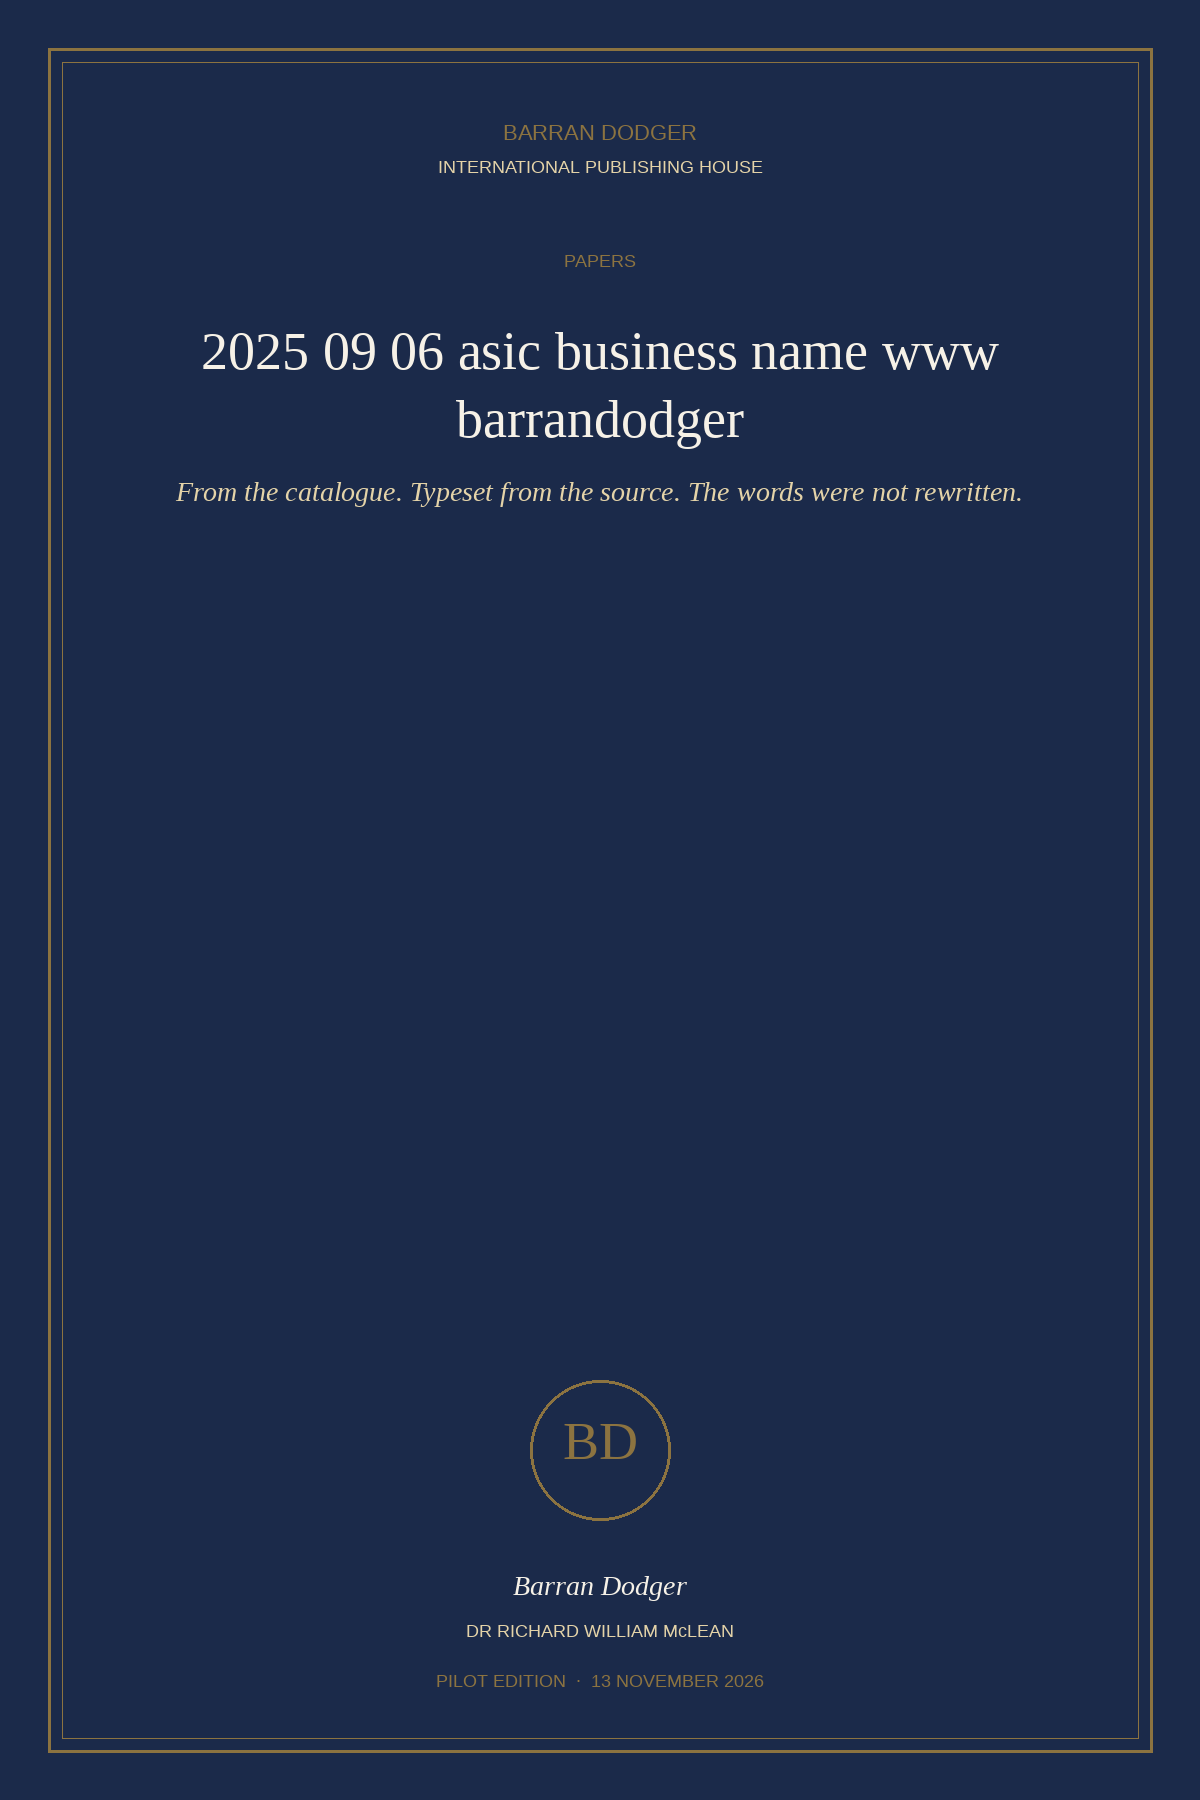 BARRAN DODGER
INTERNATIONAL PUBLISHING HOUSE
PAPERS
2025 09 06 asic business name www
barrandodger
From the catalogue. Typeset from the source. The words were not rewritten.
BD
Barran Dodger
DR RICHARD WILLIAM McLEAN
PILOT EDITION · 13 NOVEMBER 2026